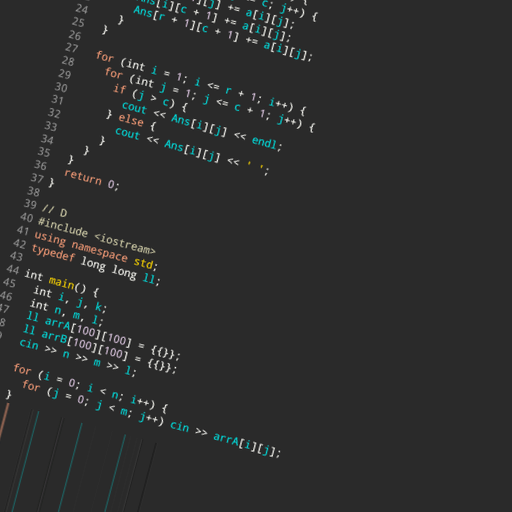 j++) {
Ans[i][j] += a[i][j];
Ans[i][c + 1] += a[i][j];
Ans[r + 1][c + 1] += a[i][j];
24 }
25 }
26
27 for (int i = 1; i <= r + 1; i++) {
28 for (int j = 1; j <= c + 1; j++) {
29 if (j > c) {
30 cout << Ans[i][j] << endl;
31 } else {
32 cout << Ans[i][j] << ' ';
33 }
34 }
35 }
36 return 0;
37 }
38
39 // D
40 #include <iostream>
41 using namespace std;
42 typedef long long ll;
43
44 int main() {
45 int i, j, k;
46 int n, m, l;
7 ll arrA[100][100] = {{}};
8 ll arrB[100][100] = {{}};
cin >> n >> m >> l;
for (i = 0; i < n; i++) {
for (j = 0; j < m; j++) cin >> arrA[i][j];
}